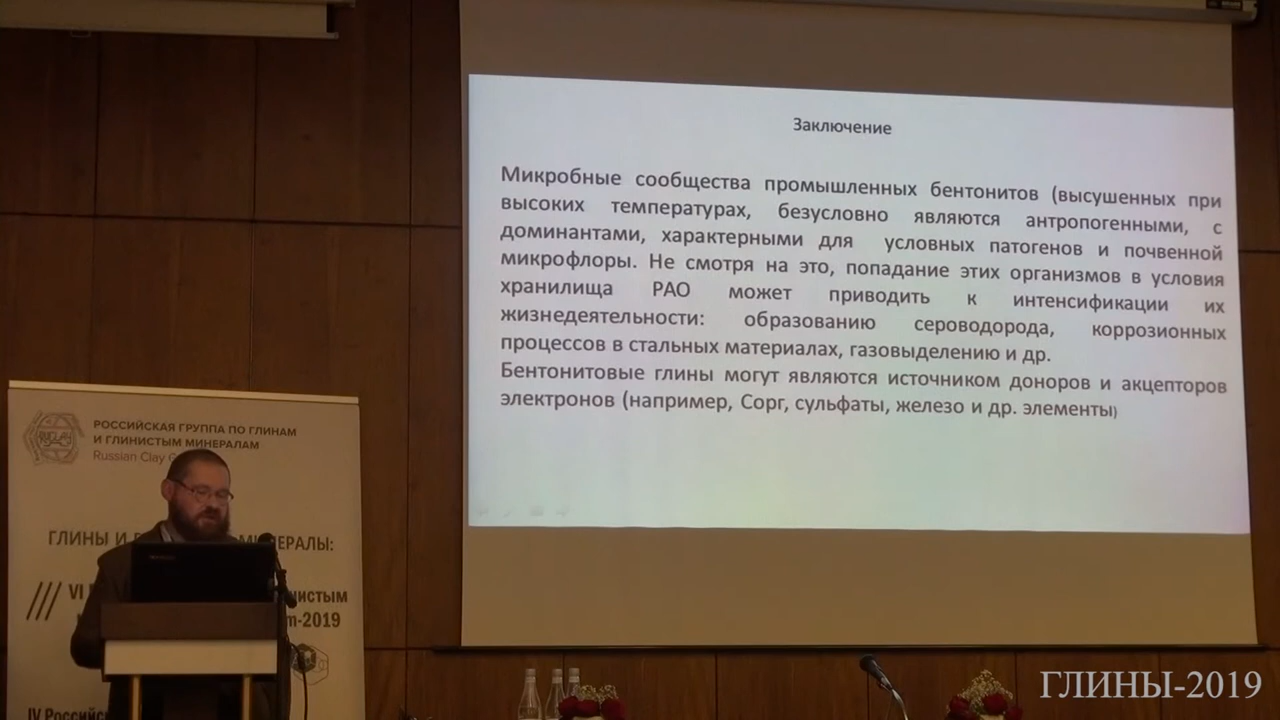 Заключение
Микробные сообщества промышленных бентонитов (высушенных при
высоких температурах, безусловно являются антропогенными, с
доминантами, характерными для условных патогенов и почвенной
микрофлоры. Не смотря на это, попадание этих организмов в условия
хранилища РАО может приводить к интенсификации их
жизнедеятельности: образованию сероводорода, коррозионных
процессов в стальных материалах, газовыделению и др.
Бентонитовые глины могут являются источником доноров и акцепторов
электронов (например, Сорг, сульфаты, железо и др. элементы)
РОССИЙСКАЯ ГРУППА ПО ГЛИНАМ
И ГЛИНИСТЫМ МИНЕРАЛАМ
Russian Clay
ГЛИНЫ И
VI
-2019
ГЛИНЫ-2019